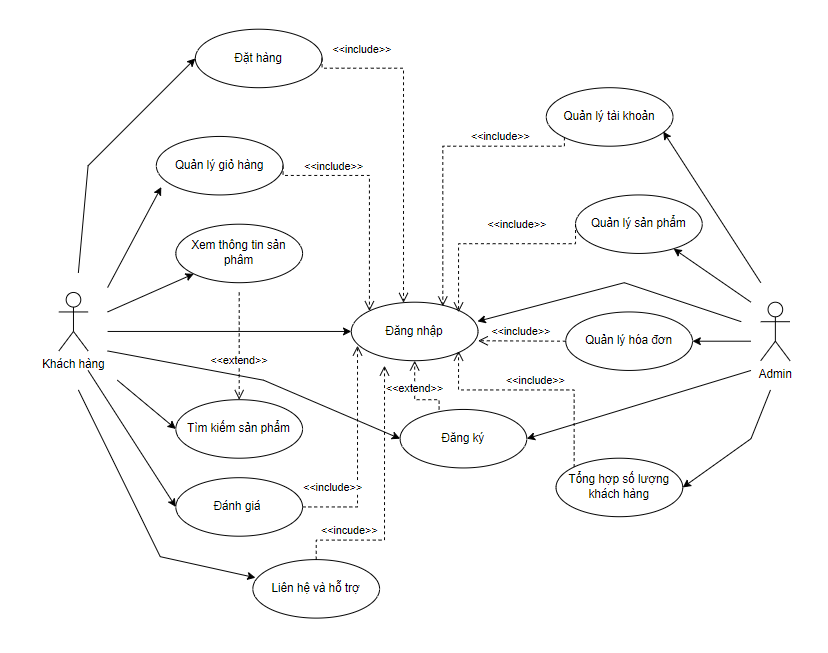 Đặt hàng
<<include>>
Quản lý tài khoản
<<include>>
Quản lý giỏ hàng
<<include>>
Xem thông tin sản
phẩm
Quản lý sản phẩm
<<include>>
Khách hàng
Đăng nhập
<<include>>
Quản lý hóa đơn
Admin
<<extend>>
<<extend>>
<<include>>
Tìm kiếm sản phẩm
Đăng ký
<<include>>
Tổng hợp số lượng
khách hàng
Đánh giá
<<incude>>
Liên hệ và hỗ trợ